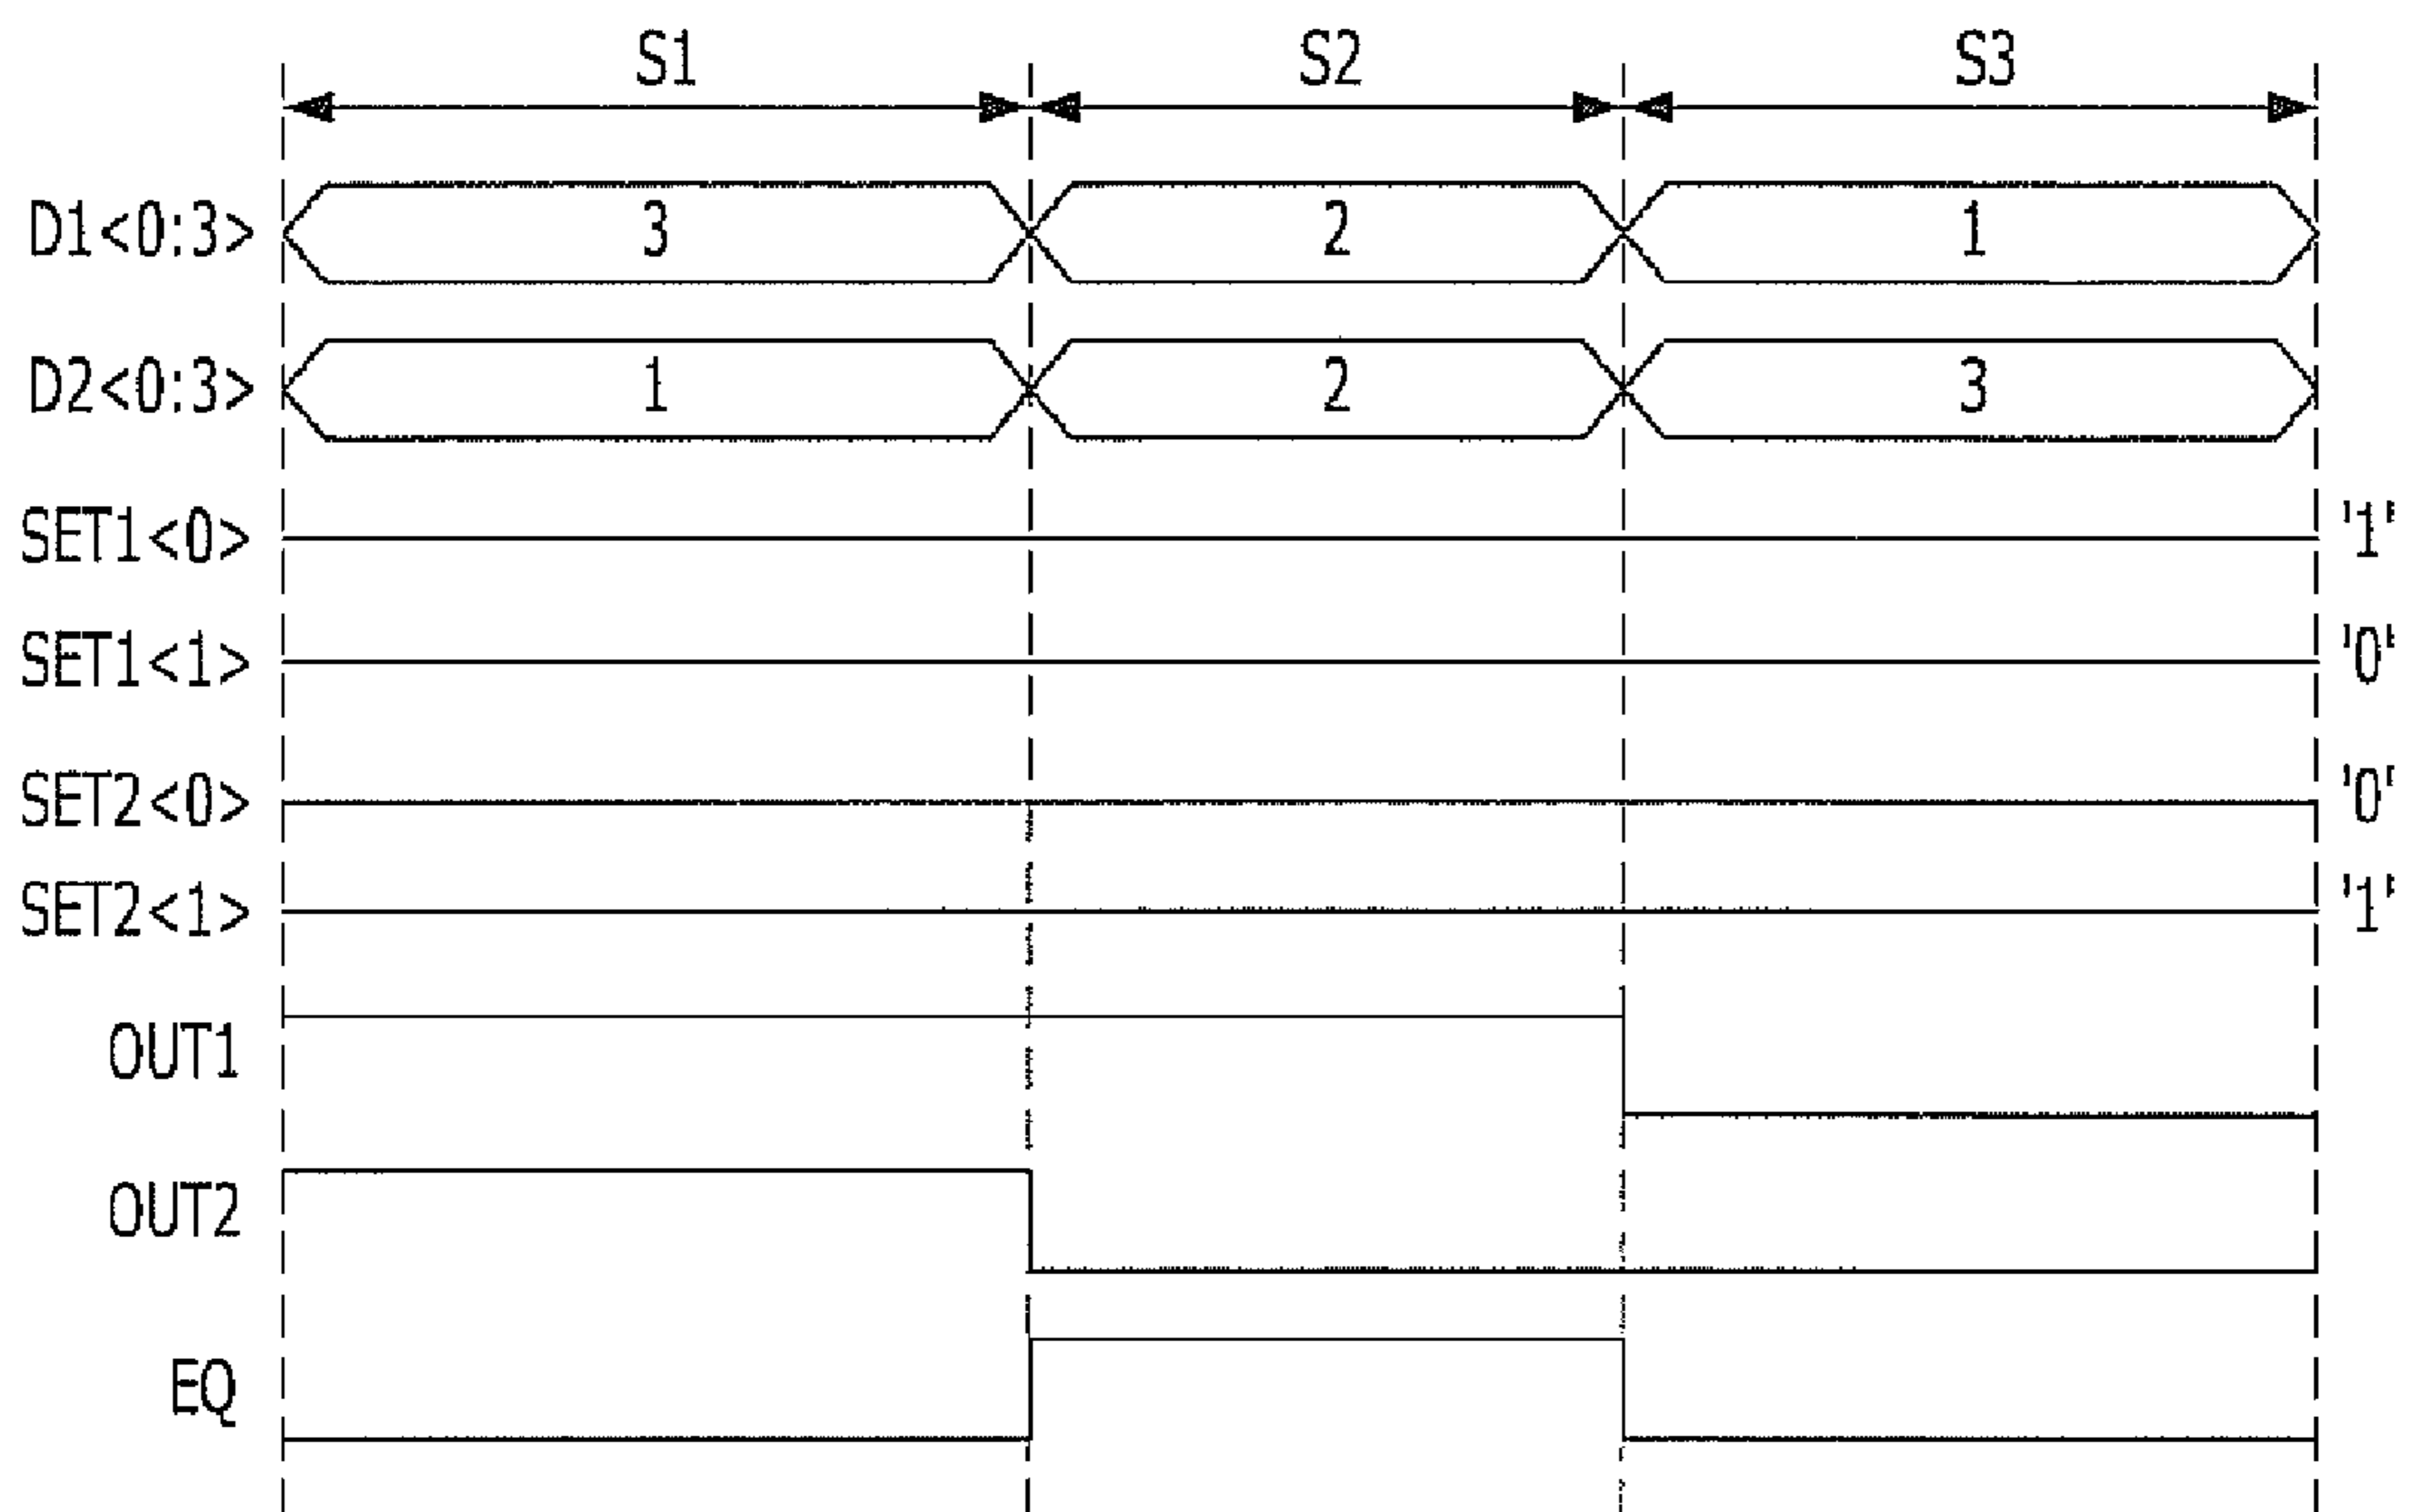 S1 S2 S3
D1<0:3> 3 2 1
D2<0:3> 1 2 3
SET1<0> '1'
SET1<1> '0'
SET2<0> '0'
SET2<1> '1'
OUT1
OUT2
EQ